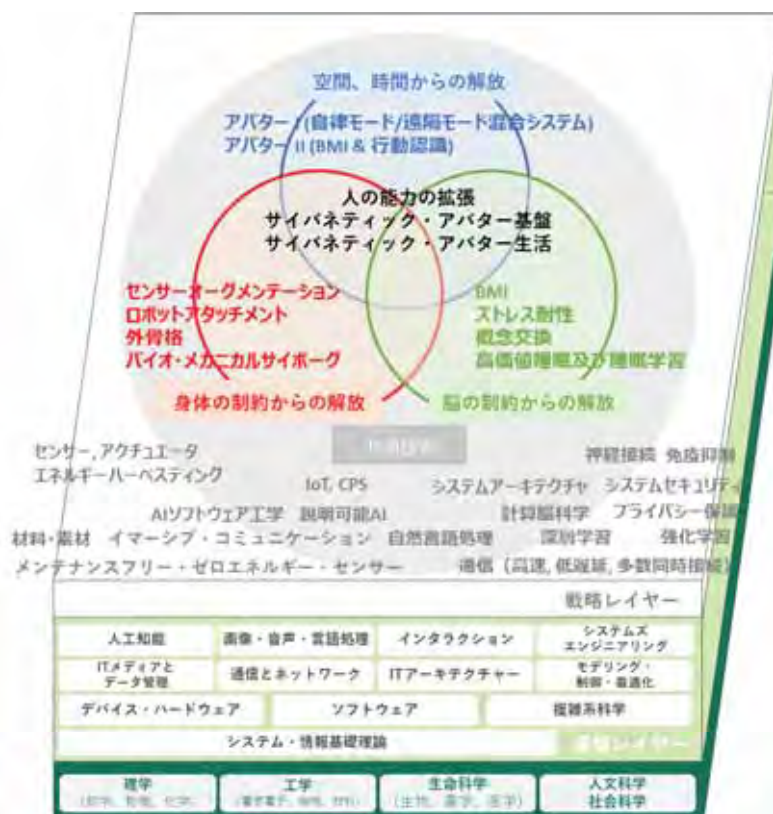 空間、時間からの解放
アバター I (自律モード/遠隔モード混合システム)
アバター II (BMI & 行動認識)
人の能力の拡張
サイバネティック・アバター基盤
サイバネティック・アバター生活
センサーオーグメンテーション
ロボットアタッチメント
外骨格
バイオ・メカニカルサイボーグ
身体の制約からの解放
BMI
ストレス耐性
概念交換
高価値睡眠及び睡眠学習
脳の制約からの解放
センサー, アクチュエータ
エネルギーハーベスティング
神経接続 免疫抑制
IoT, CPS
システムアーキテクチャ システムセキュリティ
AIソフトウェア工学 説明可能AI
計算脳科学 プライバシー保護
材料・素材 イマーシブ・コミュニケーション 自然言語処理 深層学習 強化学習
メンテナンスフリー・ゼロエネルギー・センサー 通信 (高速, 低遅延, 多数同時接続)
戦略レイヤー
人工知能 画像・音声・言語処理 インタラクション システムズエンジニアリング
ITメディアとデータ管理 通信とネットワーク ITアーキテクチャー モデリング・制御・最適化
デバイス・ハードウェア ソフトウェア 複雑系科学
システム・情報基礎理論
レイヤー
理学 工学 生命科学 人文科学
(生物, 薬学, 医学) 社会科学